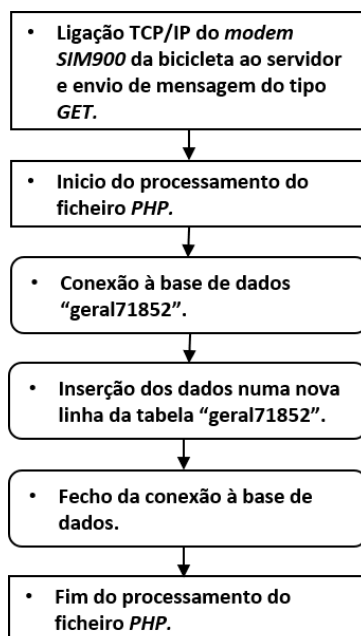 • Ligação TCP/IP do modem
SIM900 da bicicleta ao servidor
e envio de mensagem do tipo
GET.
• Inicio do processamento do
ficheiro PHP.
• Conexão à base de dados
“geral71852”.
• Inserção dos dados numa nova
linha da tabela “geral71852”.
• Fecho da conexão à base de
dados.
• Fim do processamento do
ficheiro PHP.